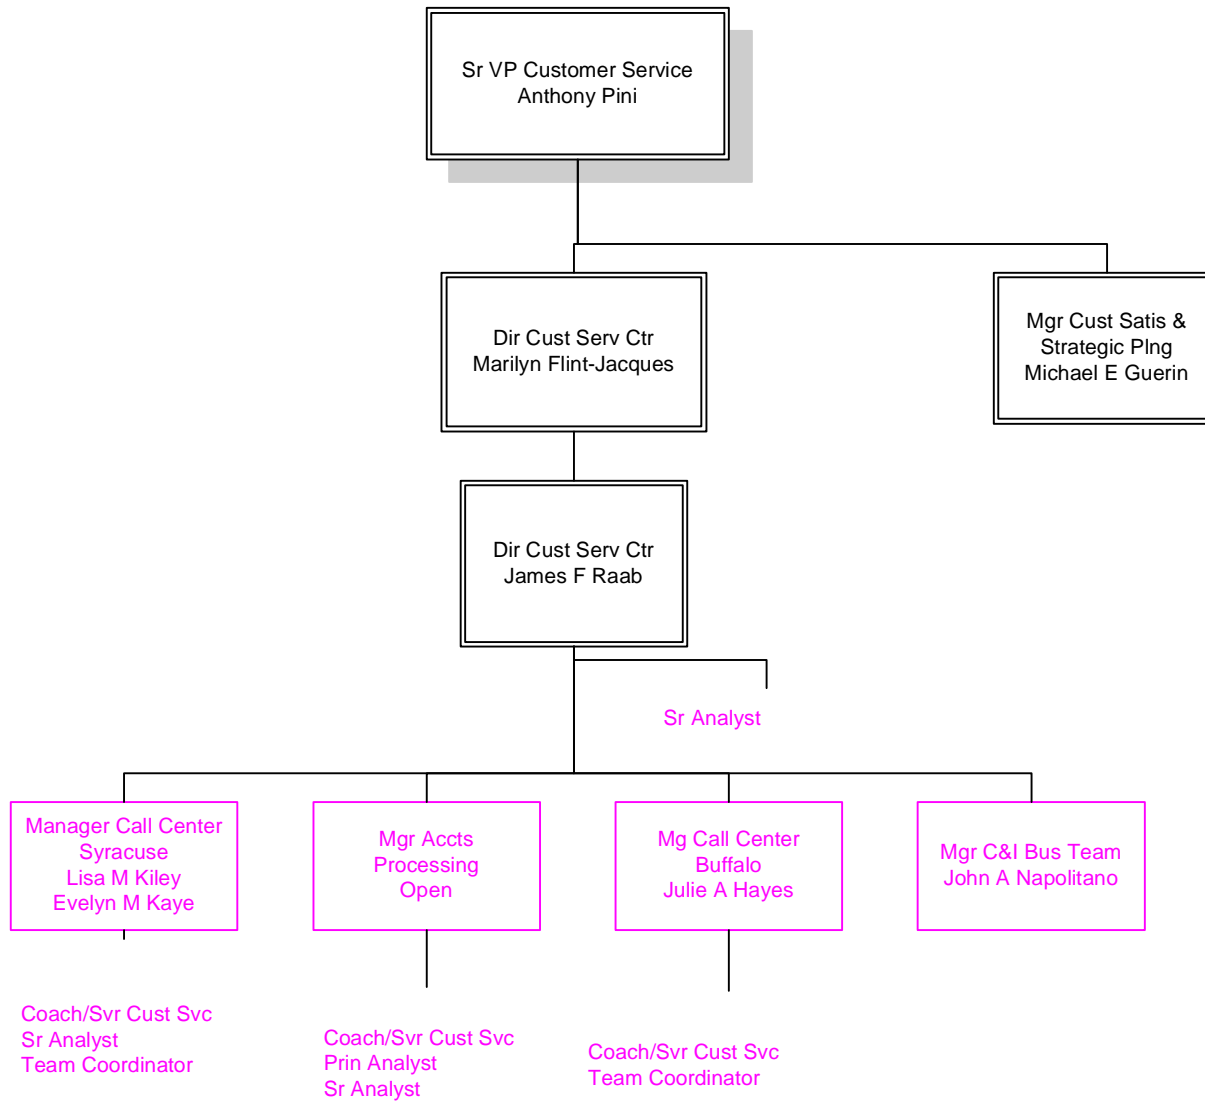 Sr VP Customer Service
Anthony Pini
Dir Cust Serv Ctr
Marilyn Flint-Jacques
Mgr Cust Satis &
Strategic Plng
Michael E Guerin
Dir Cust Serv Ctr
James F Raab
Sr Analyst
Manager Call Center
Syracuse
Lisa M Kiley
Evelyn M Kaye
Mgr Accts
Processing
Open
Mg Call Center
Buffalo
Julie A Hayes
Mgr C&I Bus Team
John A Napolitano
Coach/Svr Cust Svc
Sr Analyst
Team Coordinator
Coach/Svr Cust Svc
Prin Analyst
Sr Analyst
Coach/Svr Cust Svc
Team Coordinator